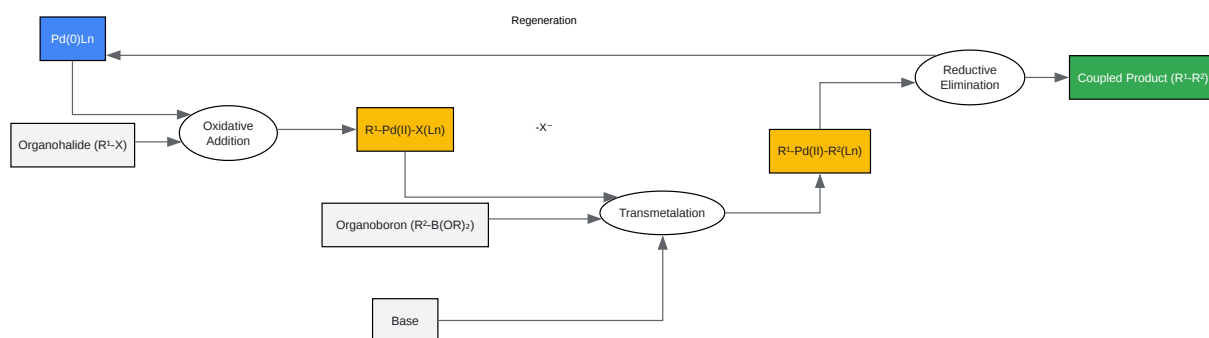 Regeneration
Pd(0)Ln
Reductive
Elimination
Coupled Product (R¹-R²)
Oxidative
Addition
R¹-Pd(II)-X(Ln)
-X⁻
Organohalide (R¹-X)
R¹-Pd(II)-R²(Ln)
Transmetalation
Organoboron (R²-B(OR)₂)
Base